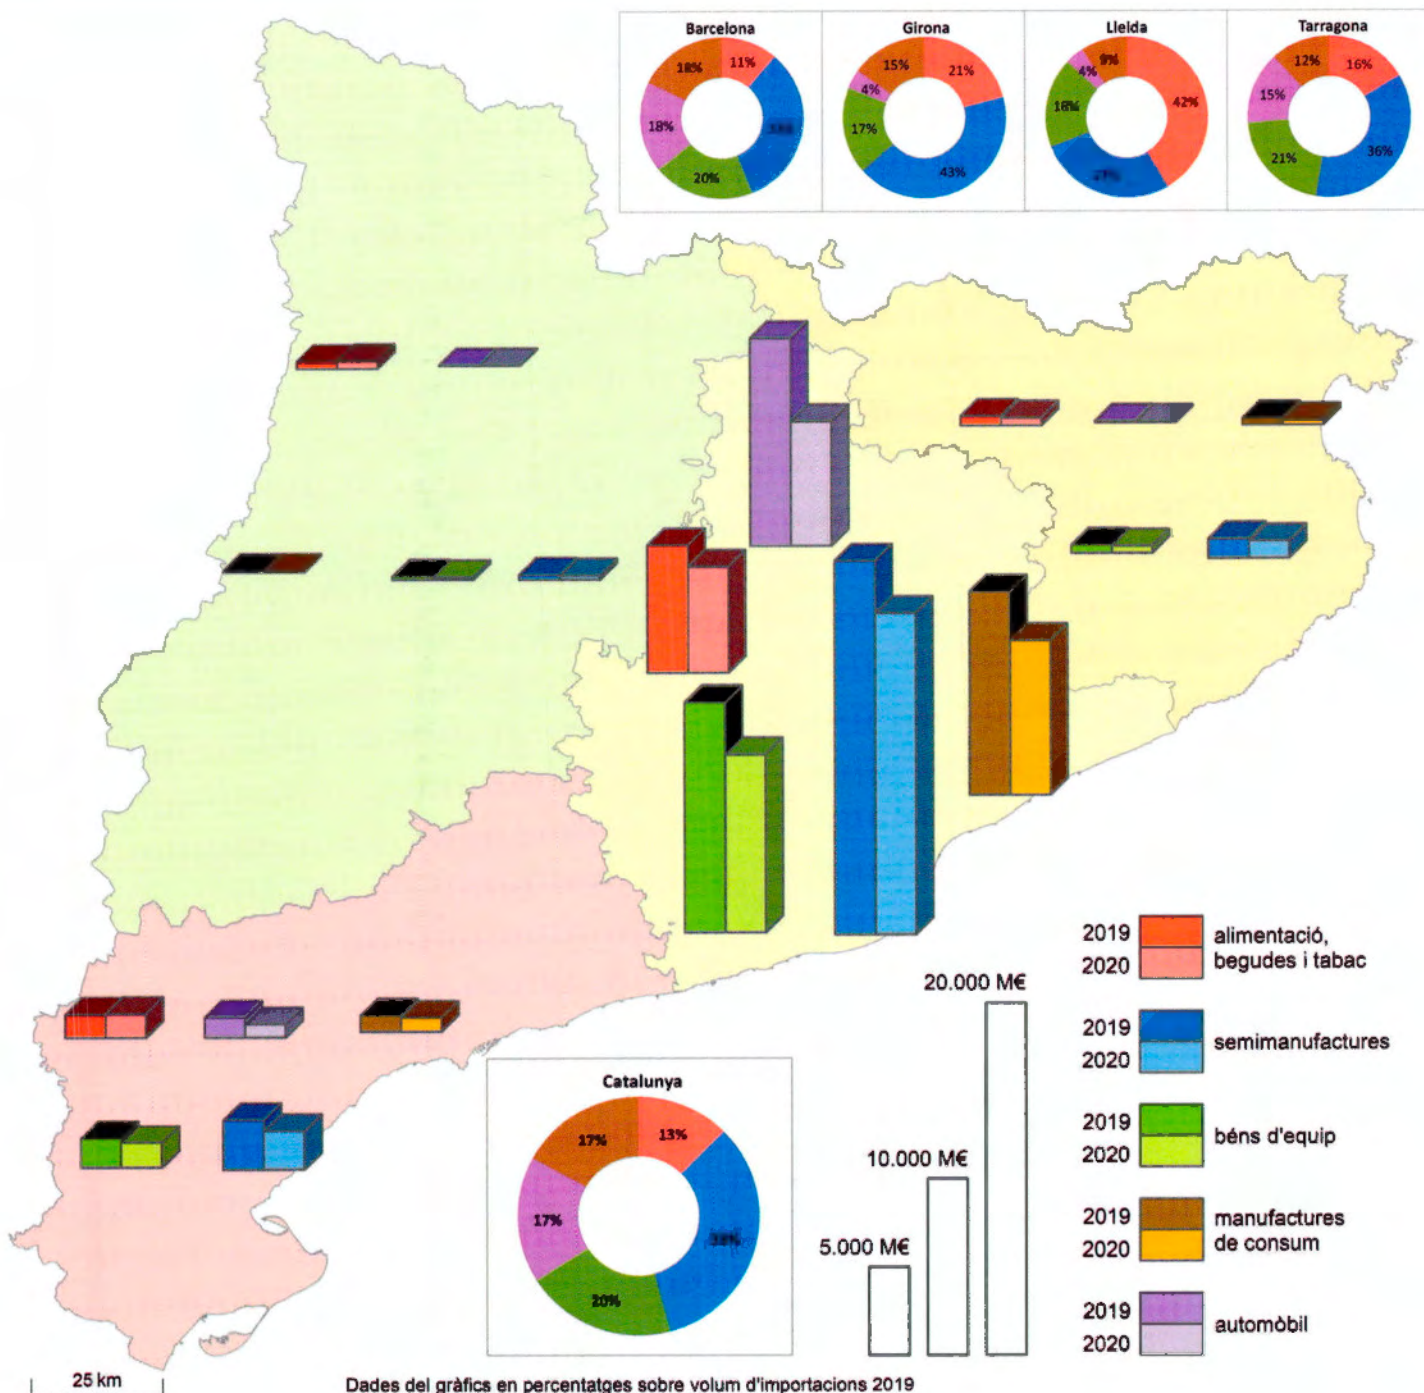 Barcelona
Girona
Lleida
Tarragona
18%
11%
18%
20%
15%
21%
4%
17%
43%
9%
4%
42%
18%
12%
16%
15%
36%
21%
2019
2020
alimentació,
begudes i tabac
20.000 M€
2019
2020
semimanufactures
Catalunya
17%
13%
17%
20%
10.000 M€
2019
2020
béns d'equip
5.000 M€
2019
2020
manufactures
de consum
2019
2020
automòbil
25 km
Dades del gràfics en percentatges sobre volum d'importacions 2019